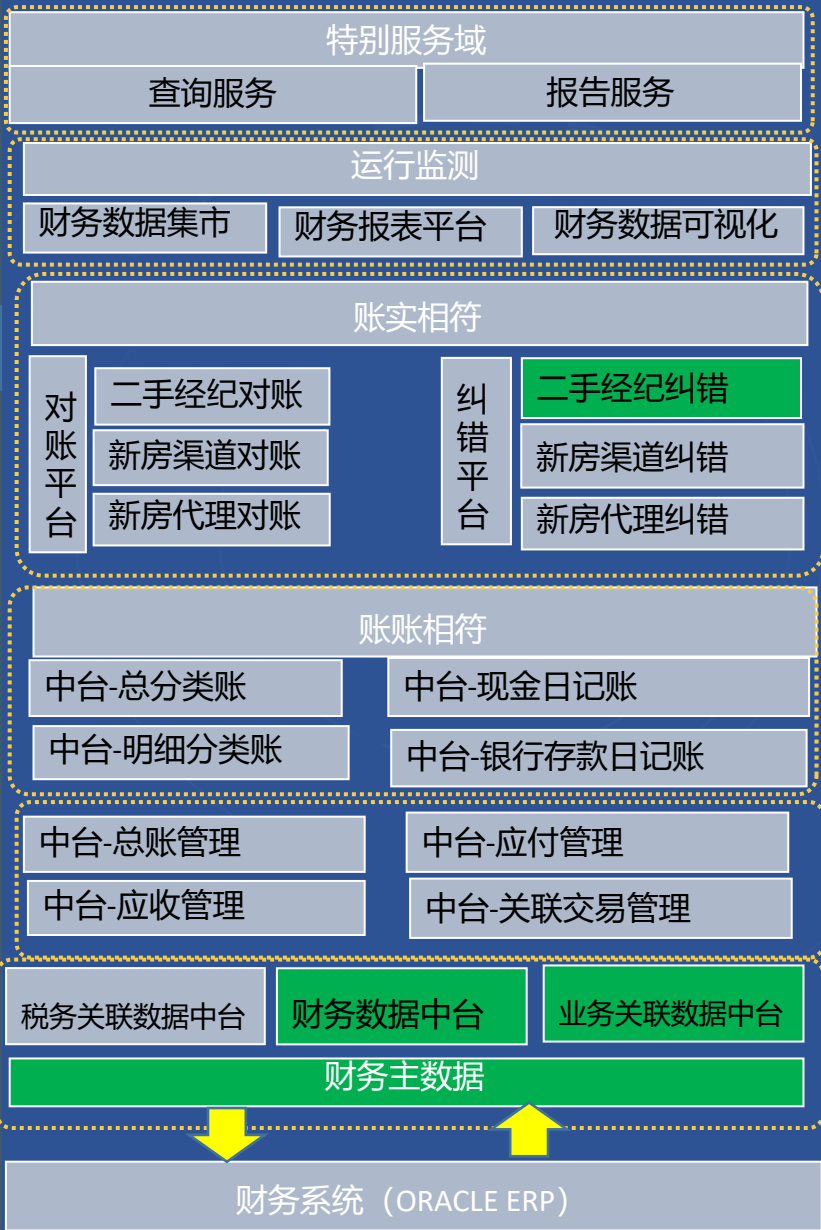 特别服务域
查询服务
报告服务
运行监测
财务数据集市
财务报表平台
财务数据可视化
账实相符
对账平台
二手经纪对账
新房渠道对账
新房代理对账
纠错平台
二手经纪纠错
新房渠道纠错
新房代理纠错
账账相符
中台-总分类账
中台-现金日记账
中台-明细分类账
中台-银行存款日记账
中台-总账管理
中台-应付管理
中台-应收管理
中台-关联交易管理
税务关联数据中台
财务数据中台
业务关联数据中台
财务主数据
财务系统（ORACLE ERP）